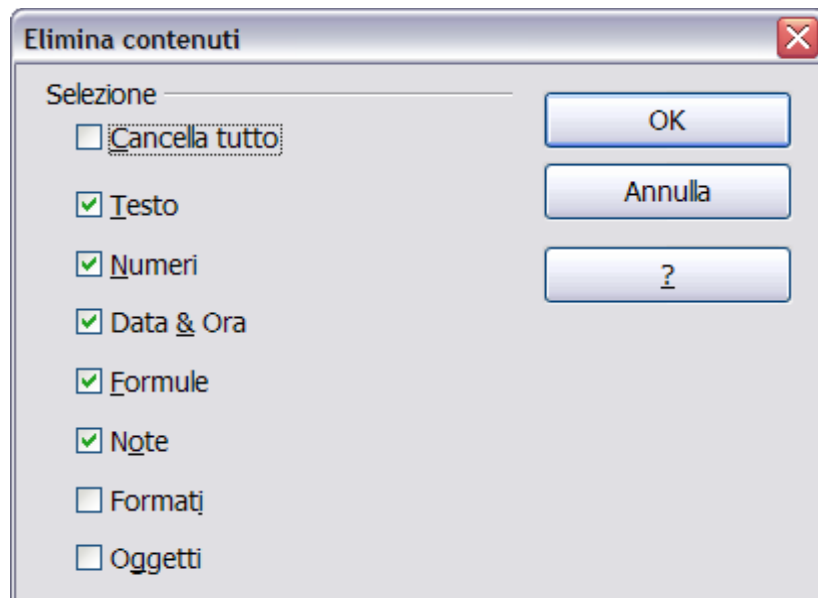 Elimina contenuti
Selezione
Cancella tutto
Testo
Numeri
Data & Ora
Formule
Note
Formati
Oggetti
OK
Annulla
?